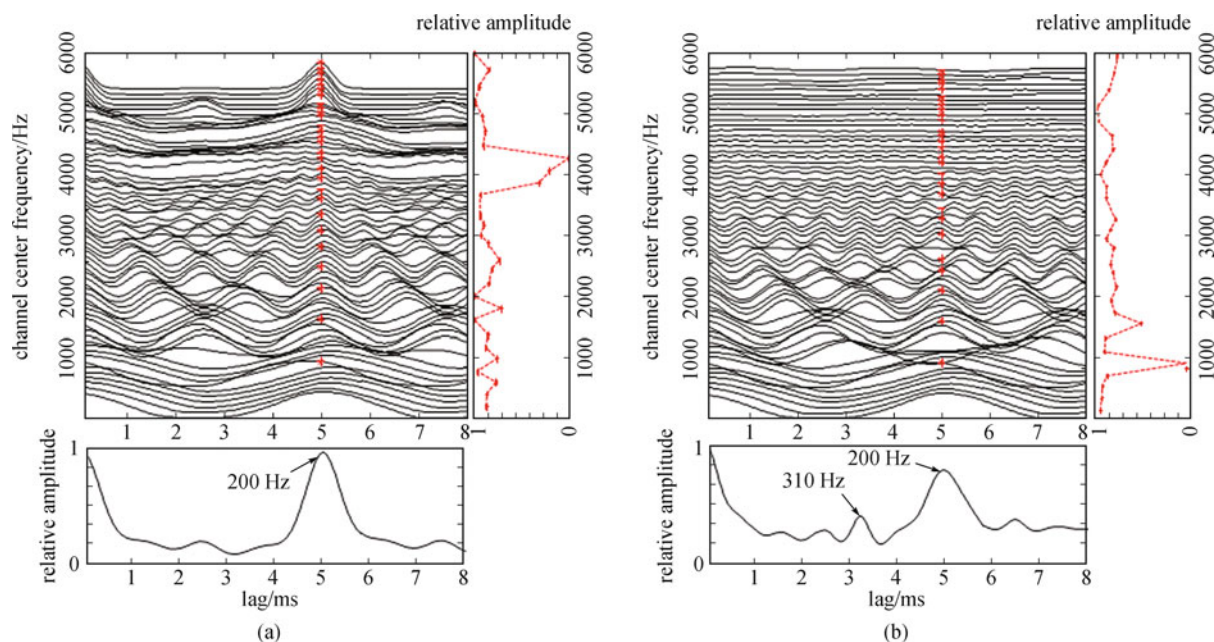 relative amplitude
channel center frequency/Hz
6000
5000
4000
3000
2000
1000
1 2 3 4 5 6 7 8
6000
5000
4000
3000
2000
1000
1 0
relative amplitude
1
0
200 Hz
1 2 3 4 5 6 7 8
lag/ms
(a)
relative amplitude
channel center frequency/Hz
6000
5000
4000
3000
2000
1000
1 2 3 4 5 6 7 8
6000
5000
4000
3000
2000
1000
1 0
relative amplitude
1
0
310 Hz
200 Hz
1 2 3 4 5 6 7 8
lag/ms
(b)